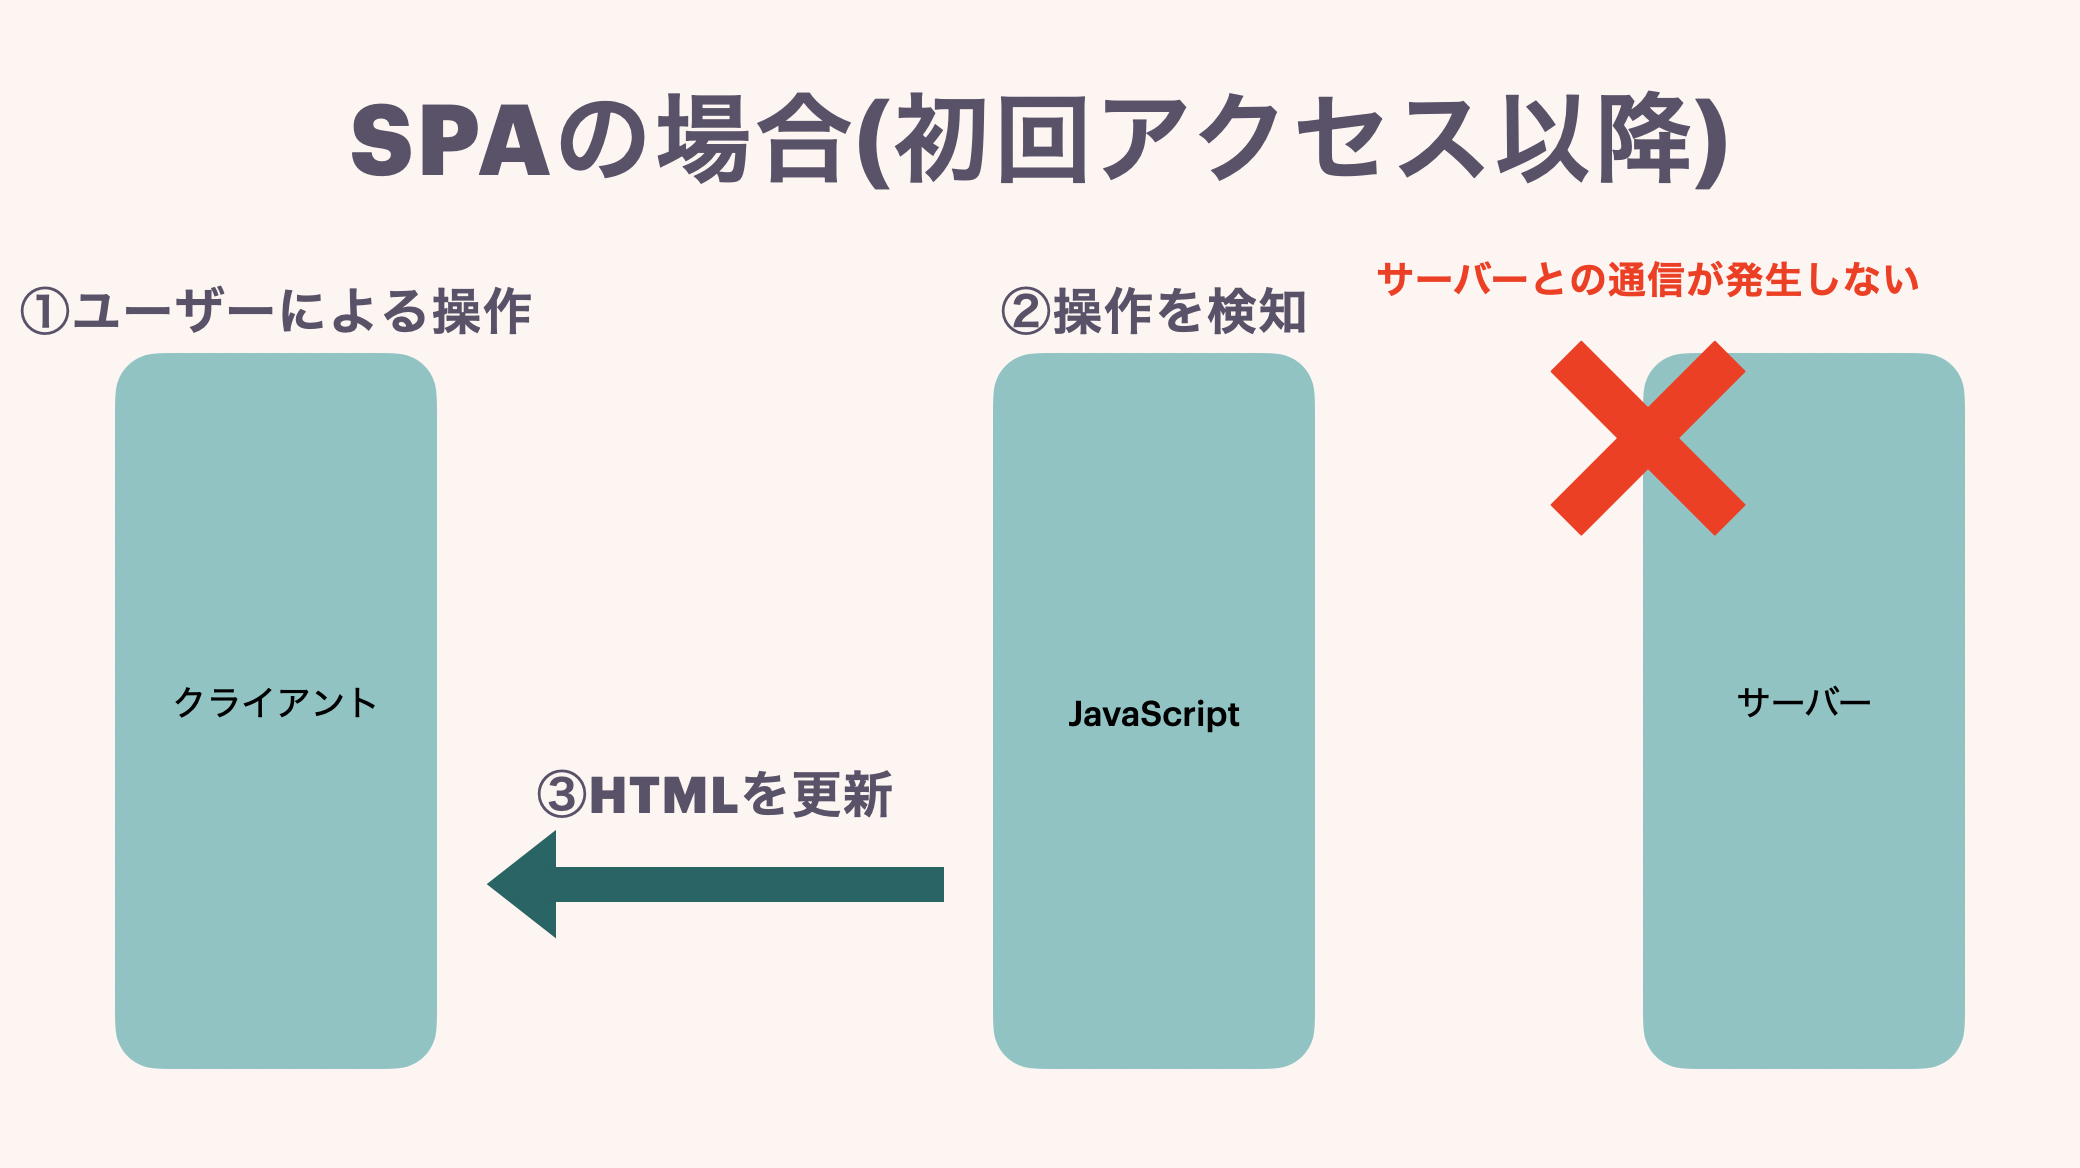 SPAの場合(初回アクセス以降)
①ユーザーによる操作
②操作を検知
サーバーとの通信が発生しない
クライアント
JavaScript
サーバー
③HTMLを更新